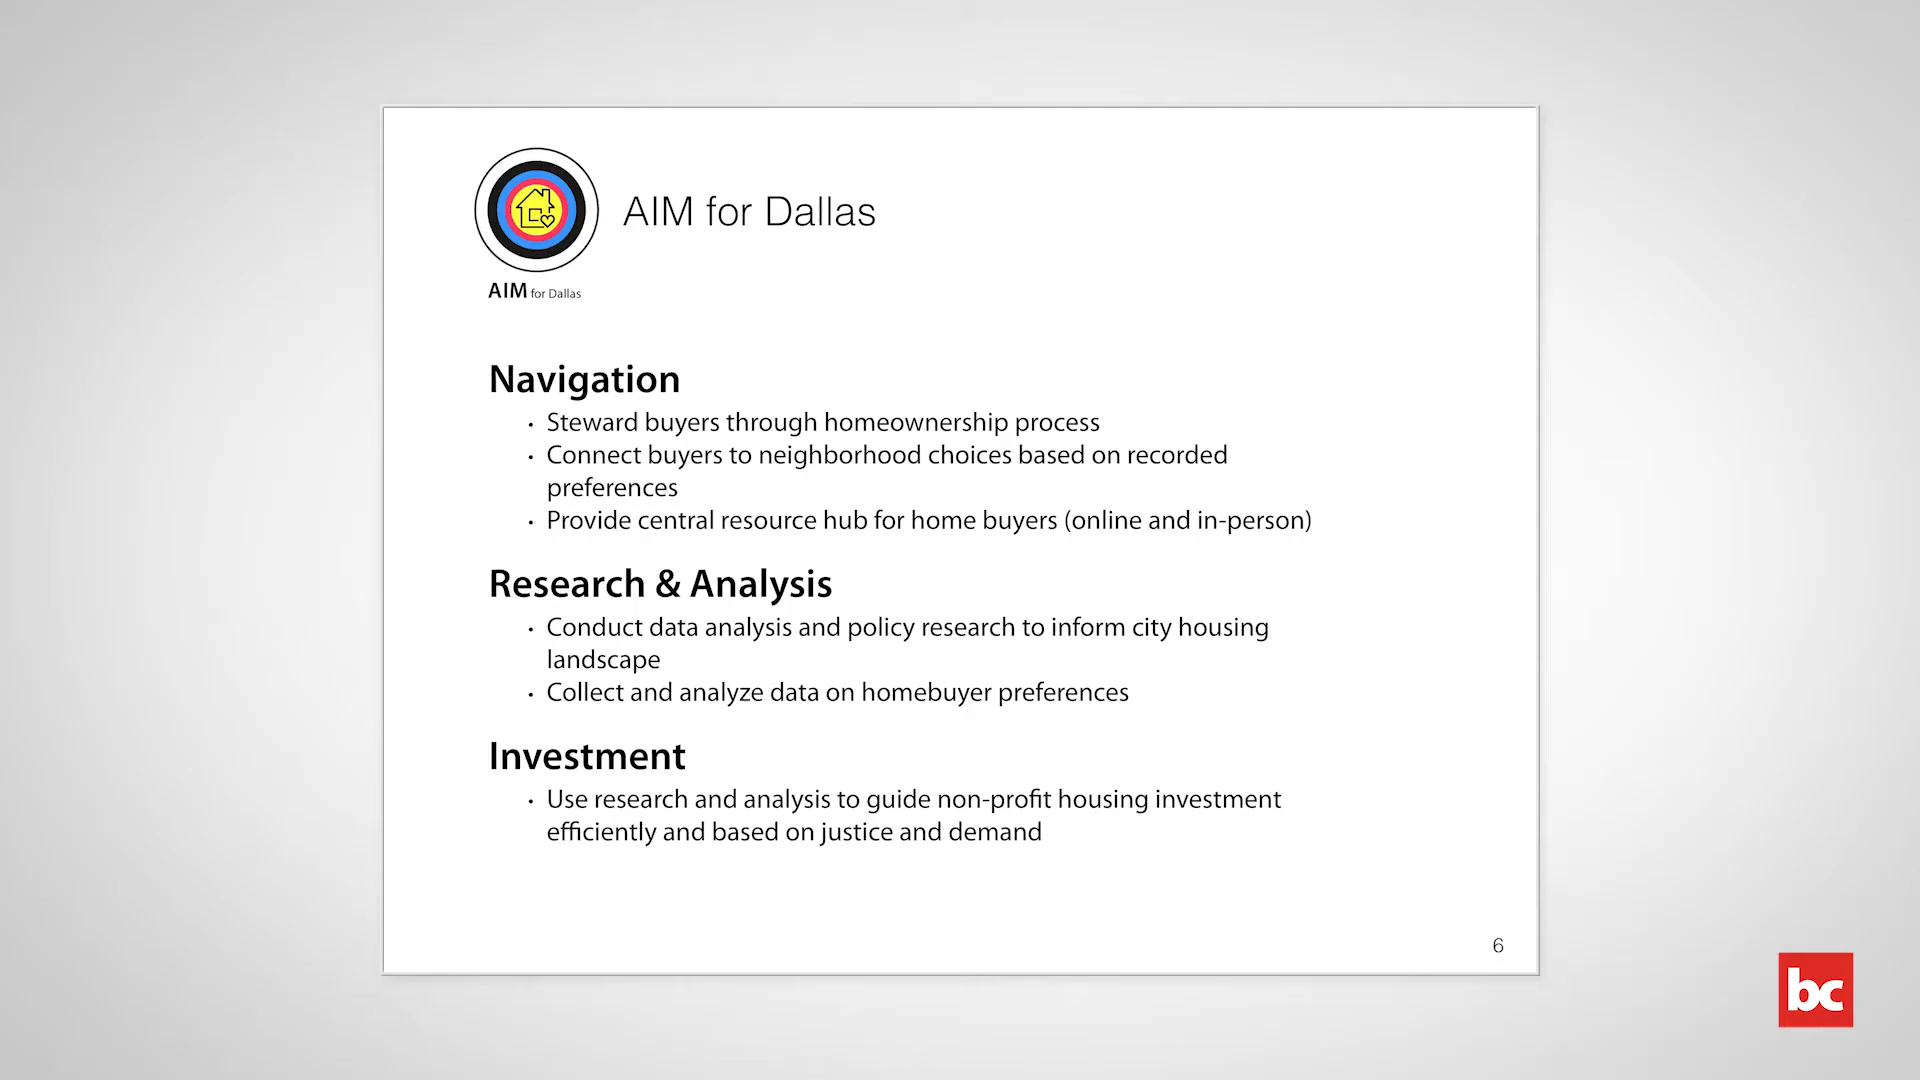 AIM for Dallas
AIM for Dallas
Navigation
• Steward buyers through homeownership process
• Connect buyers to neighborhood choices based on recorded
preferences
• Provide central resource hub for home buyers (online and in-person)
Research & Analysis
• Conduct data analysis and policy research to inform city housing
landscape
• Collect and analyze data on homebuyer preferences
Investment
• Use research and analysis to guide non-profit housing investment
efficiently and based on justice and demand
6
bc